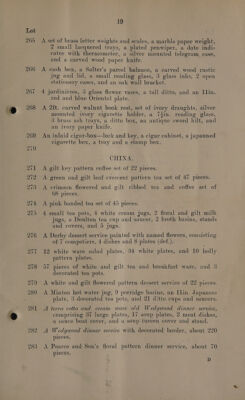 19
Lot
265 A set of brass letter weights and scales, a marble paper weight,
2 small lacquered trays, a plated penwiper, a date indi-
cator with thermometer, a silver mounted telegram case,
and a carved wood paper knife.
266 A cash box, a Salter's parcel balance, a carved wood rustic
jug and lid, a small reading glass, 3 glass inks, 2 open
stationery cases, and an oak wall bracket.
267 4 jardinières, 3 glass flower vases, a tall ditto, and an 11in.
red and blue Oriental plate.
268 A 2ft. carved walnut book rest, set of ivory draughts, silver
mounted ivory cigarette holder, a 7½in. reading glass,
3 brass ash trays, a ditto box, an antique sword hilt, and
an ivory paper knife.
269 An inlaid cigar-box—lock and key, a cigar cabinet, a japanned
cigarette box, a tray and a stamp box.
270
CHINA.
271 A gilt key pattern coffee set of 22 pieces.
272 A green and gilt leaf crescent pattern tea set of 47 pieces.
273 A crimson flowered and gilt ribbed tea and coffee set of
68 pieces.
274 A pink banded tea set of 45 pieces.
275 4 small tea pots, 4 white cream jugs, 2 floral and gilt milk
jugs, a Doulton tea cup and saucer, 2 broth basins, stands
and covers, and 5 jugs.
276 A Derby dessert service painted with named flowers, consisting
of 7 comportiers, 4 dishes and 8 plates (def.).
277 12 white ware salad plates, 34 white plates, and 10 holly
pattern plates.
278 57 pieces of white and gilt tea and breakfast ware, and 3
decorated tea pots.
279 A white and gilt flowered pattern dessert service of 22 pieces.
280 A Minton hot water jug, 9 porridge basins, an 11in. Japanese
plate, 3 decorated tea pots, and 21 ditto cups and saucers.
281 A terra cotta and cream ware old Wedgwood dinner service,
comprising 37 large plates, 17 soup plates, 2 meat dishes,
a sauce boat cover, and a soup tureen cover and stand.
282 A Wedgwood dinner service with decorated border, about 220
pieces.
283 A Pearce and Son's floral pattern dinner service, about 70
pieces.
D